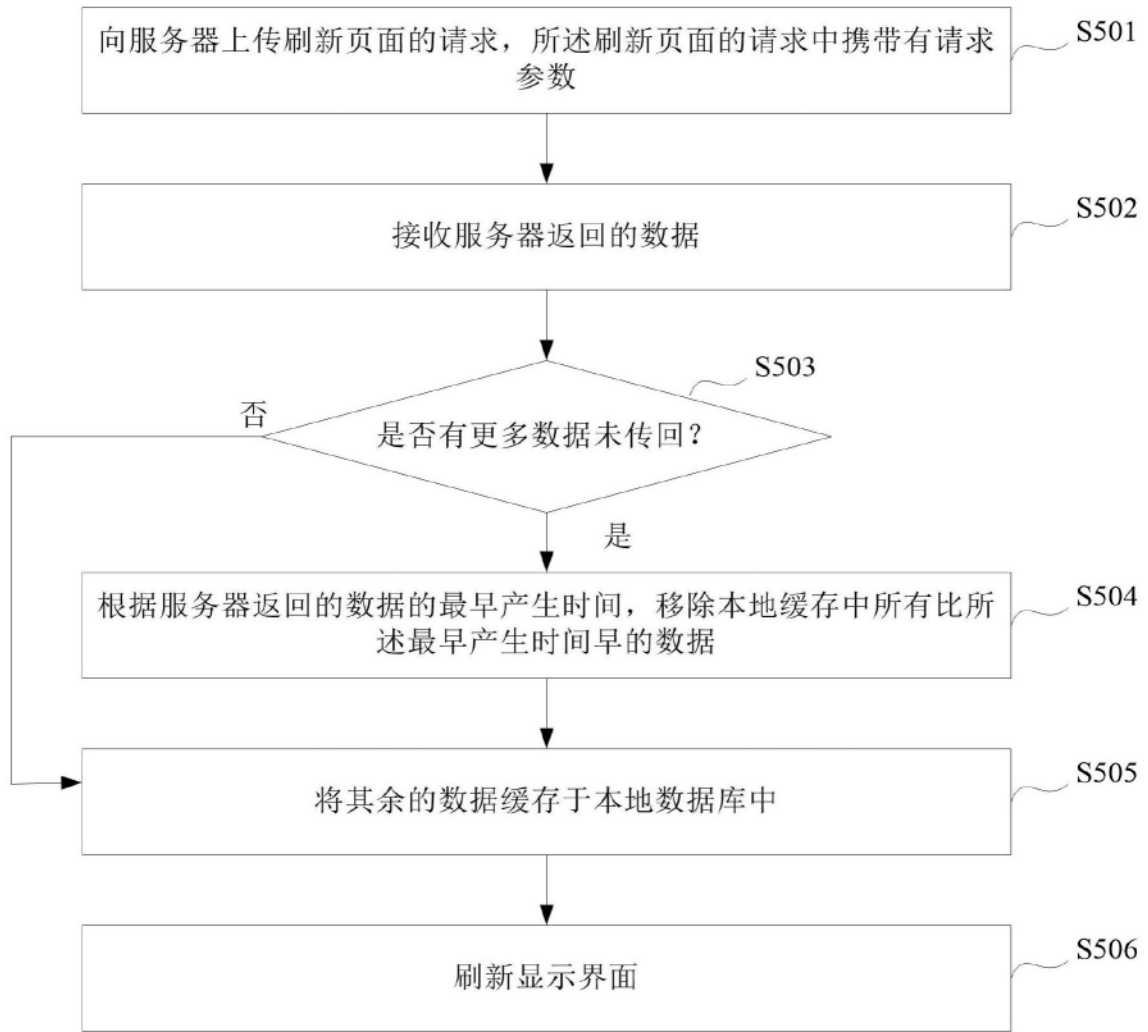 向服务器上传刷新页面的请求，所述刷新页面的请求中携带有请求
参数
S501
接收服务器返回的数据
S502
S503
否
是否有更多数据未传回？
是
根据服务器返回的数据的最早产生时间，移除本地缓存中所有比所
述最早产生时间早的数据
S504
将其余的数据缓存于本地数据库中
S505
刷新显示界面
S506